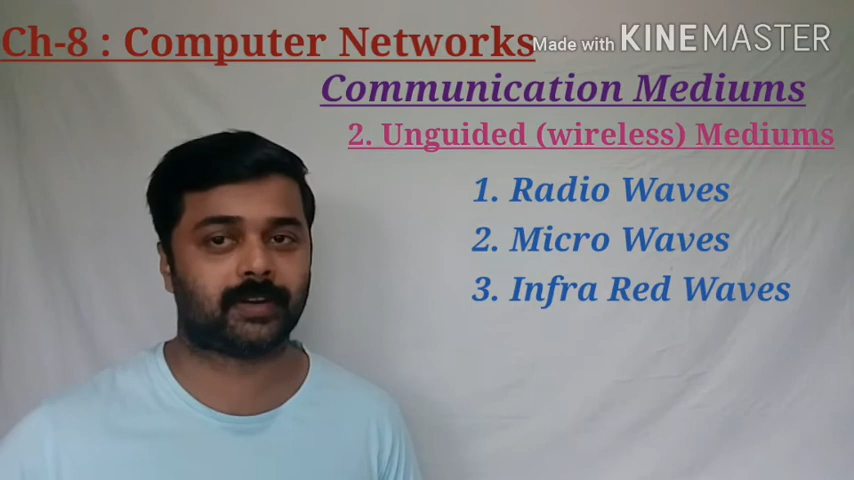 Ch-8 : Computer Networks
Made with KINEMASTER
Communication Mediums
2. Unguided (wireless) Mediums
1. Radio Waves
2. Micro Waves
3. Infra Red Waves